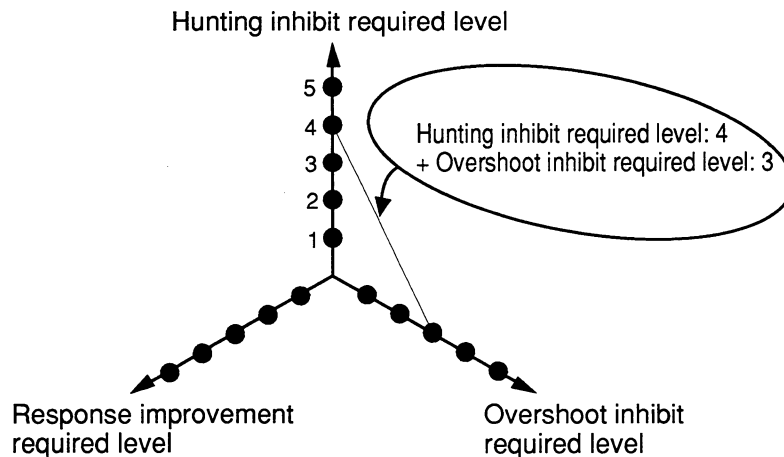 Hunting inhibit required level
5
4
3
2
1
Hunting inhibit required level: 4
+ Overshoot inhibit required level: 3
Response improvement
required level
Overshoot inhibit
required level